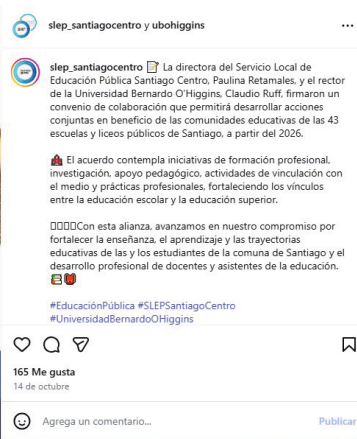 slep_santiagocentro y ubohiggins
slep_santiagocentro 📝 La directora del Servicio Local de
Educación Pública Santiago Centro, Paulina Retamales, y el rector
de la Universidad Bernardo O'Higgins, Claudio Ruff, firmaron un
convenio de colaboración que permitirá desarrollar acciones
conjuntas en beneficio de las comunidades educativas de las 43
escuelas y liceos públicos de Santiago, a partir del 2026.
🏫 El acuerdo contempla iniciativas de formación profesional,
investigación, apoyo pedagógico, actividades de vinculación con
el medio y prácticas profesionales, fortaleciendo los vínculos
entre la educación escolar y la educación superior.
Con esta alianza, avanzamos en nuestro compromiso por
fortalecer la enseñanza, el aprendizaje y las trayectorias
educativas de las y los estudiantes de la comuna de Santiago y el
desarrollo profesional de docentes y asistentes de la educación.
#EducaciónPública #SLEPSantiagoCentro
#UniversidadBernardoOHiggins
165 Me gusta
14 de octubre
Agrega un comentario...
Publicar